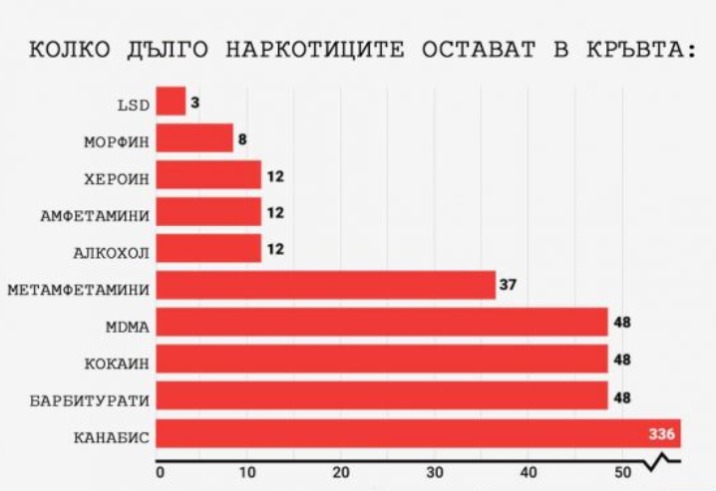 КОЛКО ДЪЛГО НАРКОТИЦИТЕ ОСТАВАТ В КРЪВТА:
LSD 3
МОРФИН 8
ХЕРОИН 12
АМФЕТАМИНИ 12
АЛКОХОЛ 12
МЕТАМФЕТАМИНИ 37
MDMA 48
КОКАИН 48
БАРБИТУРАТИ 48
КАНАБИС 336
0 10 20 30 40 50